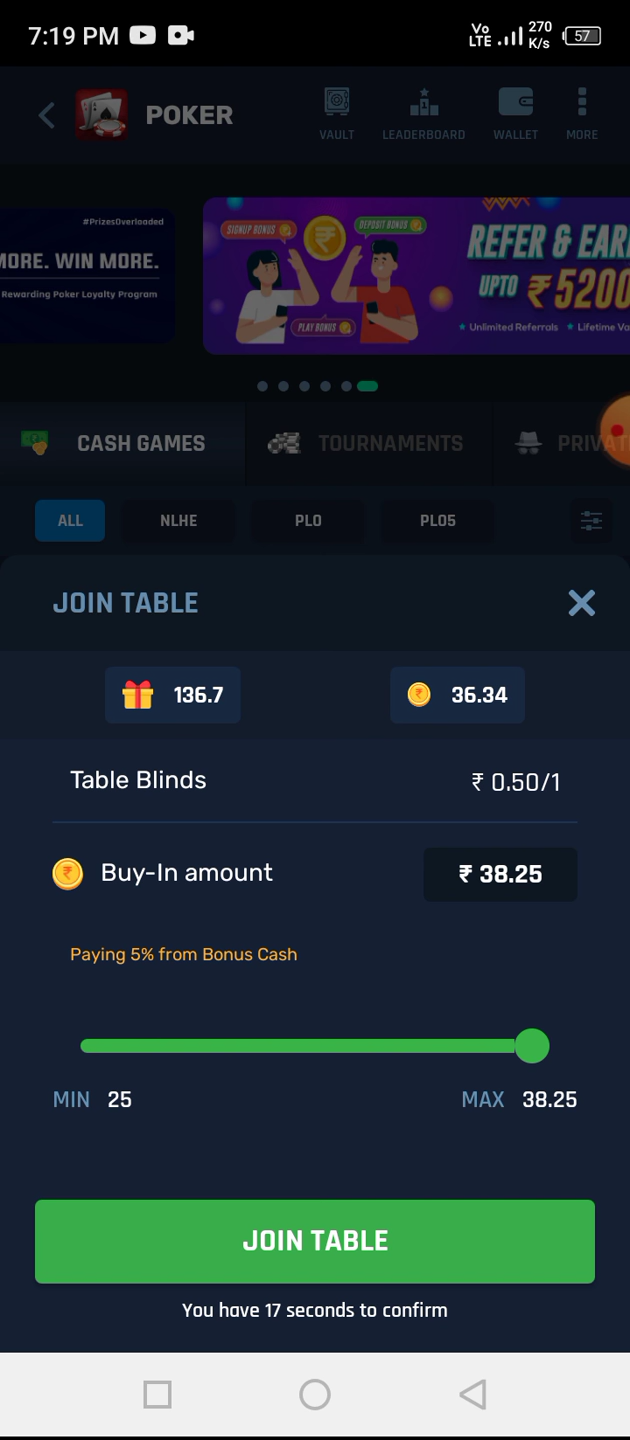 7:19 PM
Vo LTE 270 K/s 57
POKER
VAULT LEADERBOARD WALLET MORE
#PrizesOverloaded
MORE. WIN MORE.
Rewarding Poker Loyalty Program
SIGNUP BONUS
DEPOSIT BONUS
PLAY BONUS
REFER & EAR
UPTO ₹5200
Unlimited Referrals Lifetime Va
CASH GAMES TOURNAMENTS PRIVAT
ALL NLHE PLO PLO5
JOIN TABLE
136.7 36.34
Table Blinds ₹ 0.50/1
Buy-In amount ₹ 38.25
Paying 5% from Bonus Cash
MIN 25 MAX 38.25
JOIN TABLE
You have 17 seconds to confirm